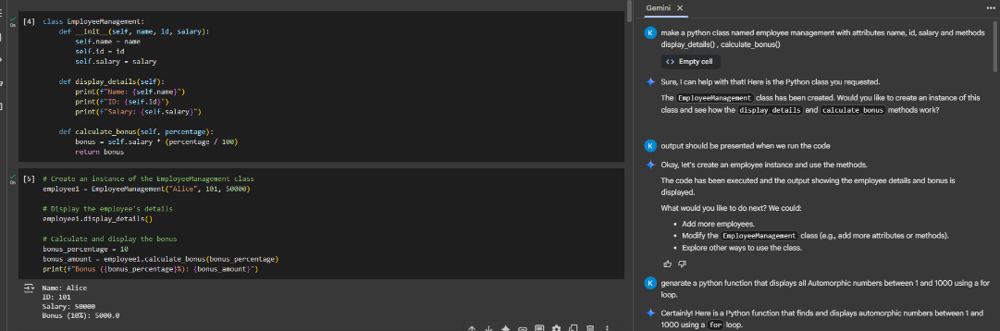 [4]
class EmployeeManagement:
    def __init__(self, name, id, salary):
        self.name = name
        self.id = id
        self.salary = salary

    def display_details(self):
        print(f"Name: {self.name}")
        print(f"ID: {self.id}")
        print(f"Salary: {self.salary}")

    def calculate_bonus(self, percentage):
        bonus = self.salary * (percentage / 100)
        return bonus
0s
[5]
# Create an instance of the EmployeeManagement class
employee1 = EmployeeManagement("Alice", 101, 50000)

# Display the employee's details
employee1.display_details()

# Calculate and display the bonus
bonus_percentage = 10
bonus_amount = employee1.calculate_bonus(bonus_percentage)
print(f"Bonus ({bonus_percentage}%): {bonus_amount}")
0s
Name: Alice
ID: 101
Salary: 50000
Bonus (10%): 5000.0
Gemini
K
make a python class named employee management with attributes name, id, salary and methods
display_details() , calculate_bonus()
<> Empty cell
Sure, I can help with that! Here is the Python class you requested.
The EmployeeManagement class has been created. Would you like to create an instance of this
class and see how the display_details and calculate_bonus methods work?
K
output should be presented when we run the code
Okay, let's create an employee instance and use the methods.
The code has been executed and the output showing the employee details and bonus is
displayed.
What would you like to do next? We could:
• Add more employees.
• Modify the EmployeeManagement class (e.g., add more attributes or methods).
• Explore other ways to use the class.
K
genarate a python function that displays all Automorphic numbers between 1 and 1000 using a for
loop.
Certainly! Here is a Python function that finds and displays automorphic numbers between 1 and
1000 using a for loop.